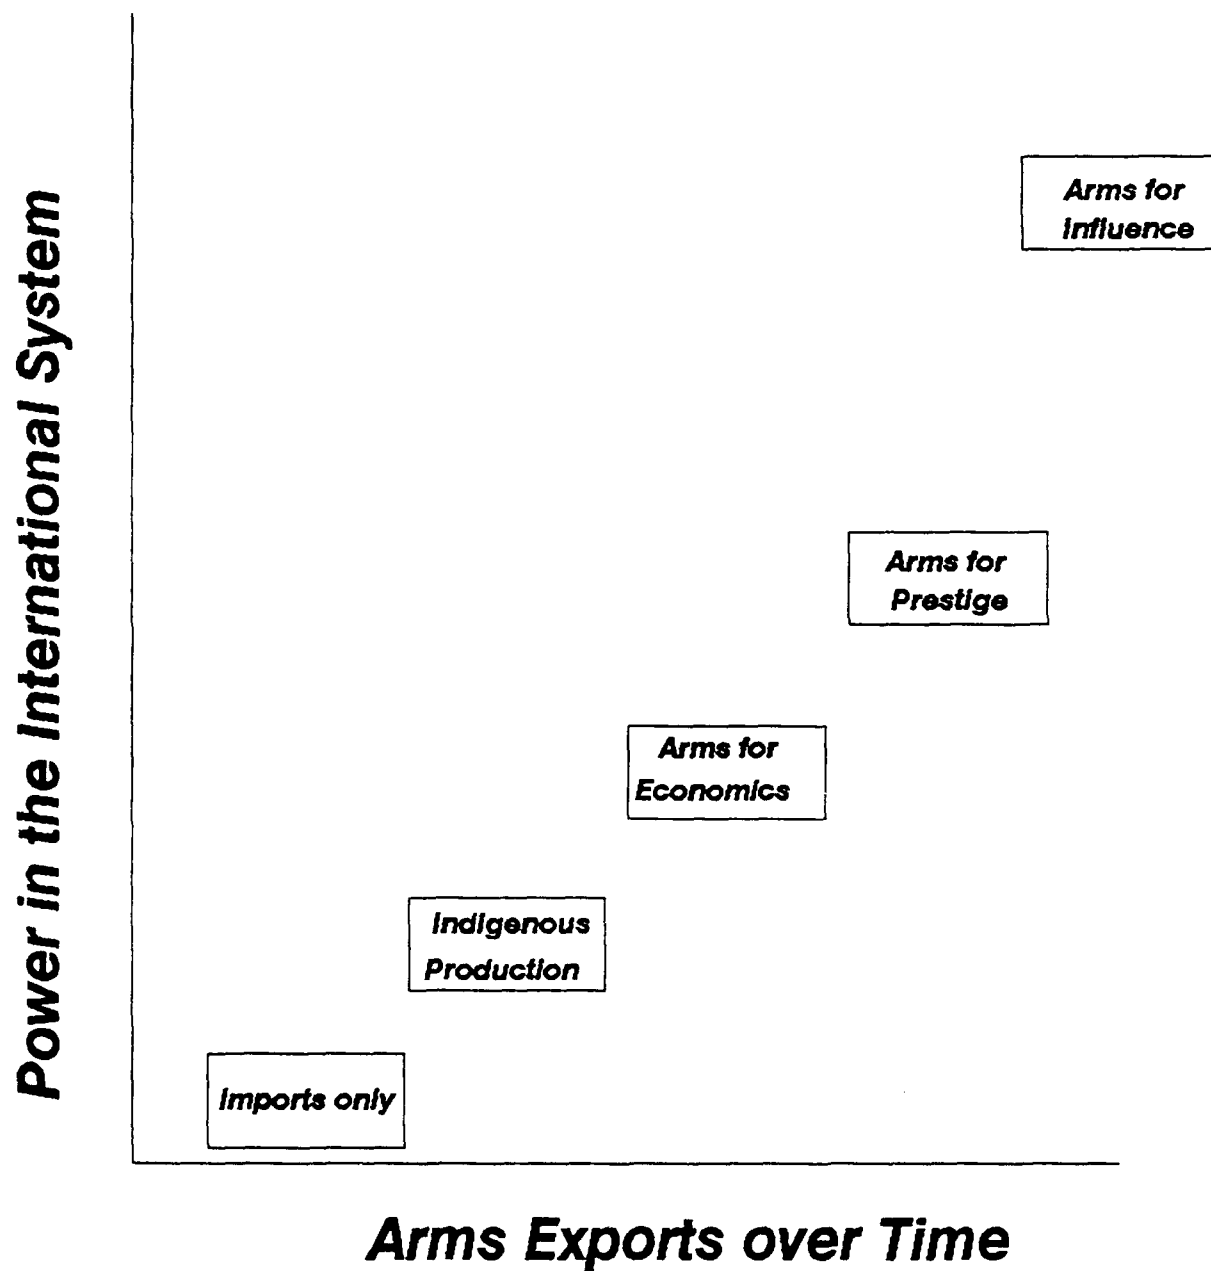 Power in the International System
Arms for
Influence
Arms for
Prestige
Arms for
Economics
Indigenous
Production
Imports only
Arms Exports over Time